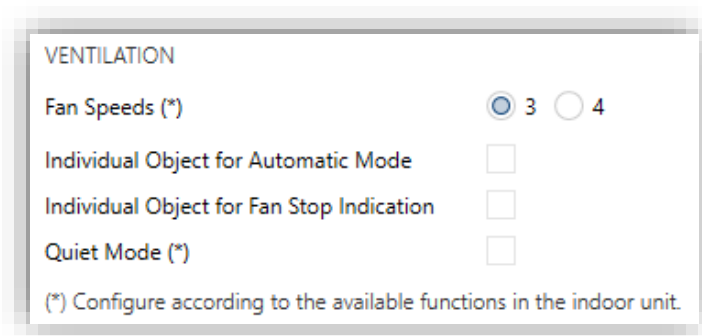 VENTILATION
Fan Speeds (*) 3 4
Individual Object for Automatic Mode
Individual Object for Fan Stop Indication
Quiet Mode (*)
(*) Configure according to the available functions in the indoor unit.